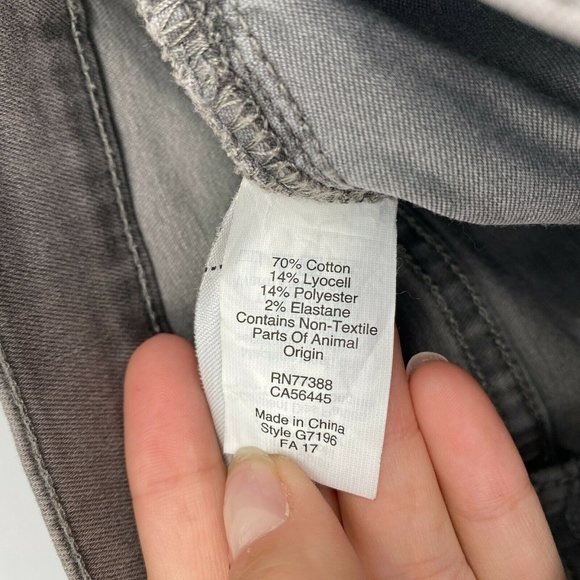 70% Cotton
14% Lyocell
14% Polyester
2% Elastane
Contains Non-Textile
Parts Of Animal
Origin
RN77388
CA56445
Made in China
Style G7196
FA 17